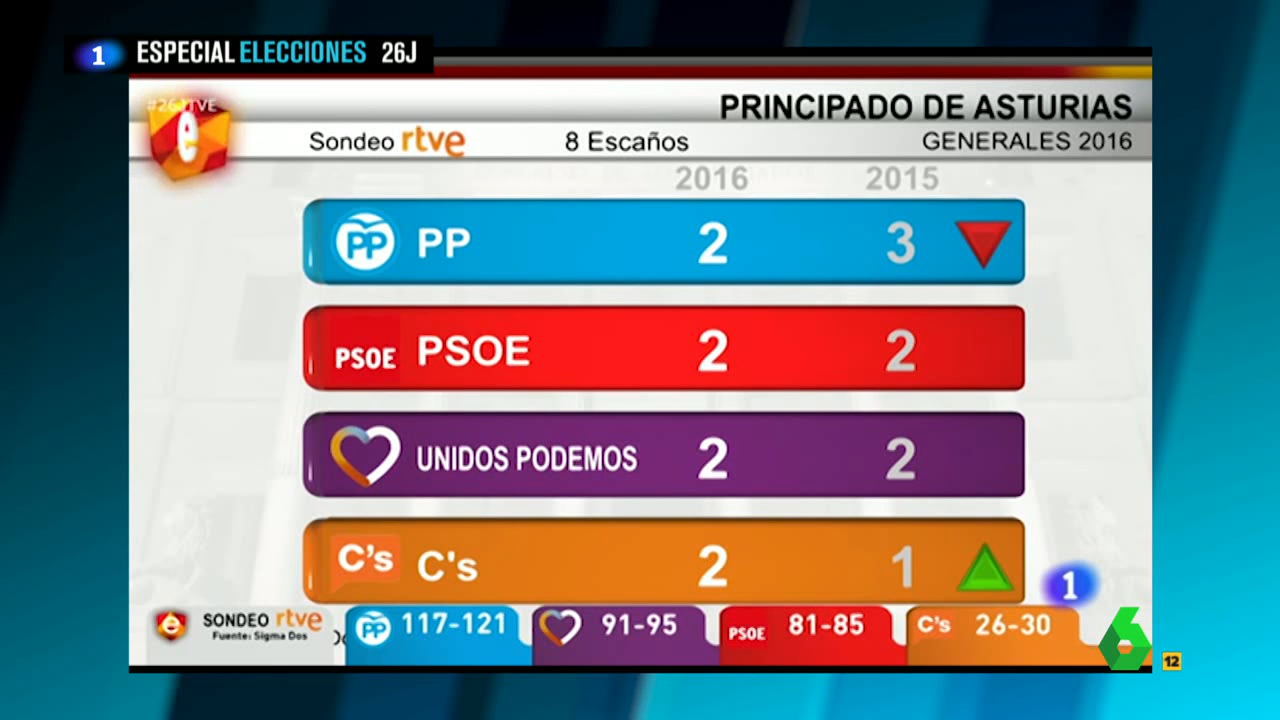 1 ESPECIAL ELECCIONES 26J
#26JTVE
e
PRINCIPADO DE ASTURIAS
Sondeo rtve 8 Escaños GENERALES 2016
2016 2015
PP PP 2 3
PSOE PSOE 2 2
UNIDOS PODEMOS 2 2
C's C's 2 1
1
SONDEO rtve
Fuente: Sigma Dos
PP 117-121
91-95
PSOE 81-85
C's 26-30
6
12